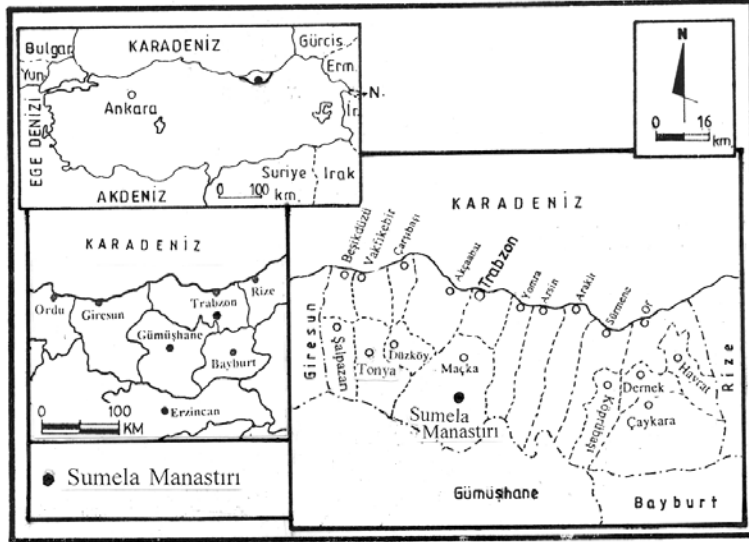 KARADENİZ
Bulgar.
Gürcis
Yun.
Erm.
Ankara
N.
İr.
EGE DENİZİ
Suriye
Irak
AKDENİZ
0 100
km.
N
0 16
km.
KARADENİZ
Ordu
Gireşun
Trabzon
Rize
Gümüşhane
Bayburt
0 100
KM
Erzincan
Sumela Manastırı
KARADENİZ
Beşikdüzü
Vakfıkebir
Çarşıbaşı
Akçaabat
Trabzon
Yomra
Arsin
Araklı
Sürmene
Of
Giresun
Şalpazarı
Tonya
Düzköy
Maçka
Sumela
Manastırı
Köprübaşı
Dernek
Hayrat
Çaykara
Rize
Gümüşhane
Bayburt